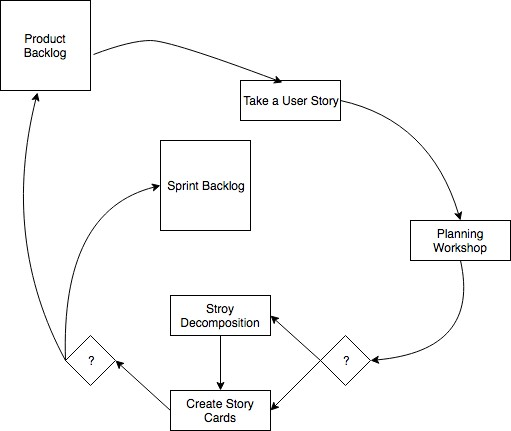 Product
Backlog
Take a User Story
Sprint Backlog
Planning
Workshop
Stroy
Decomposition
?
?
Create Story
Cards